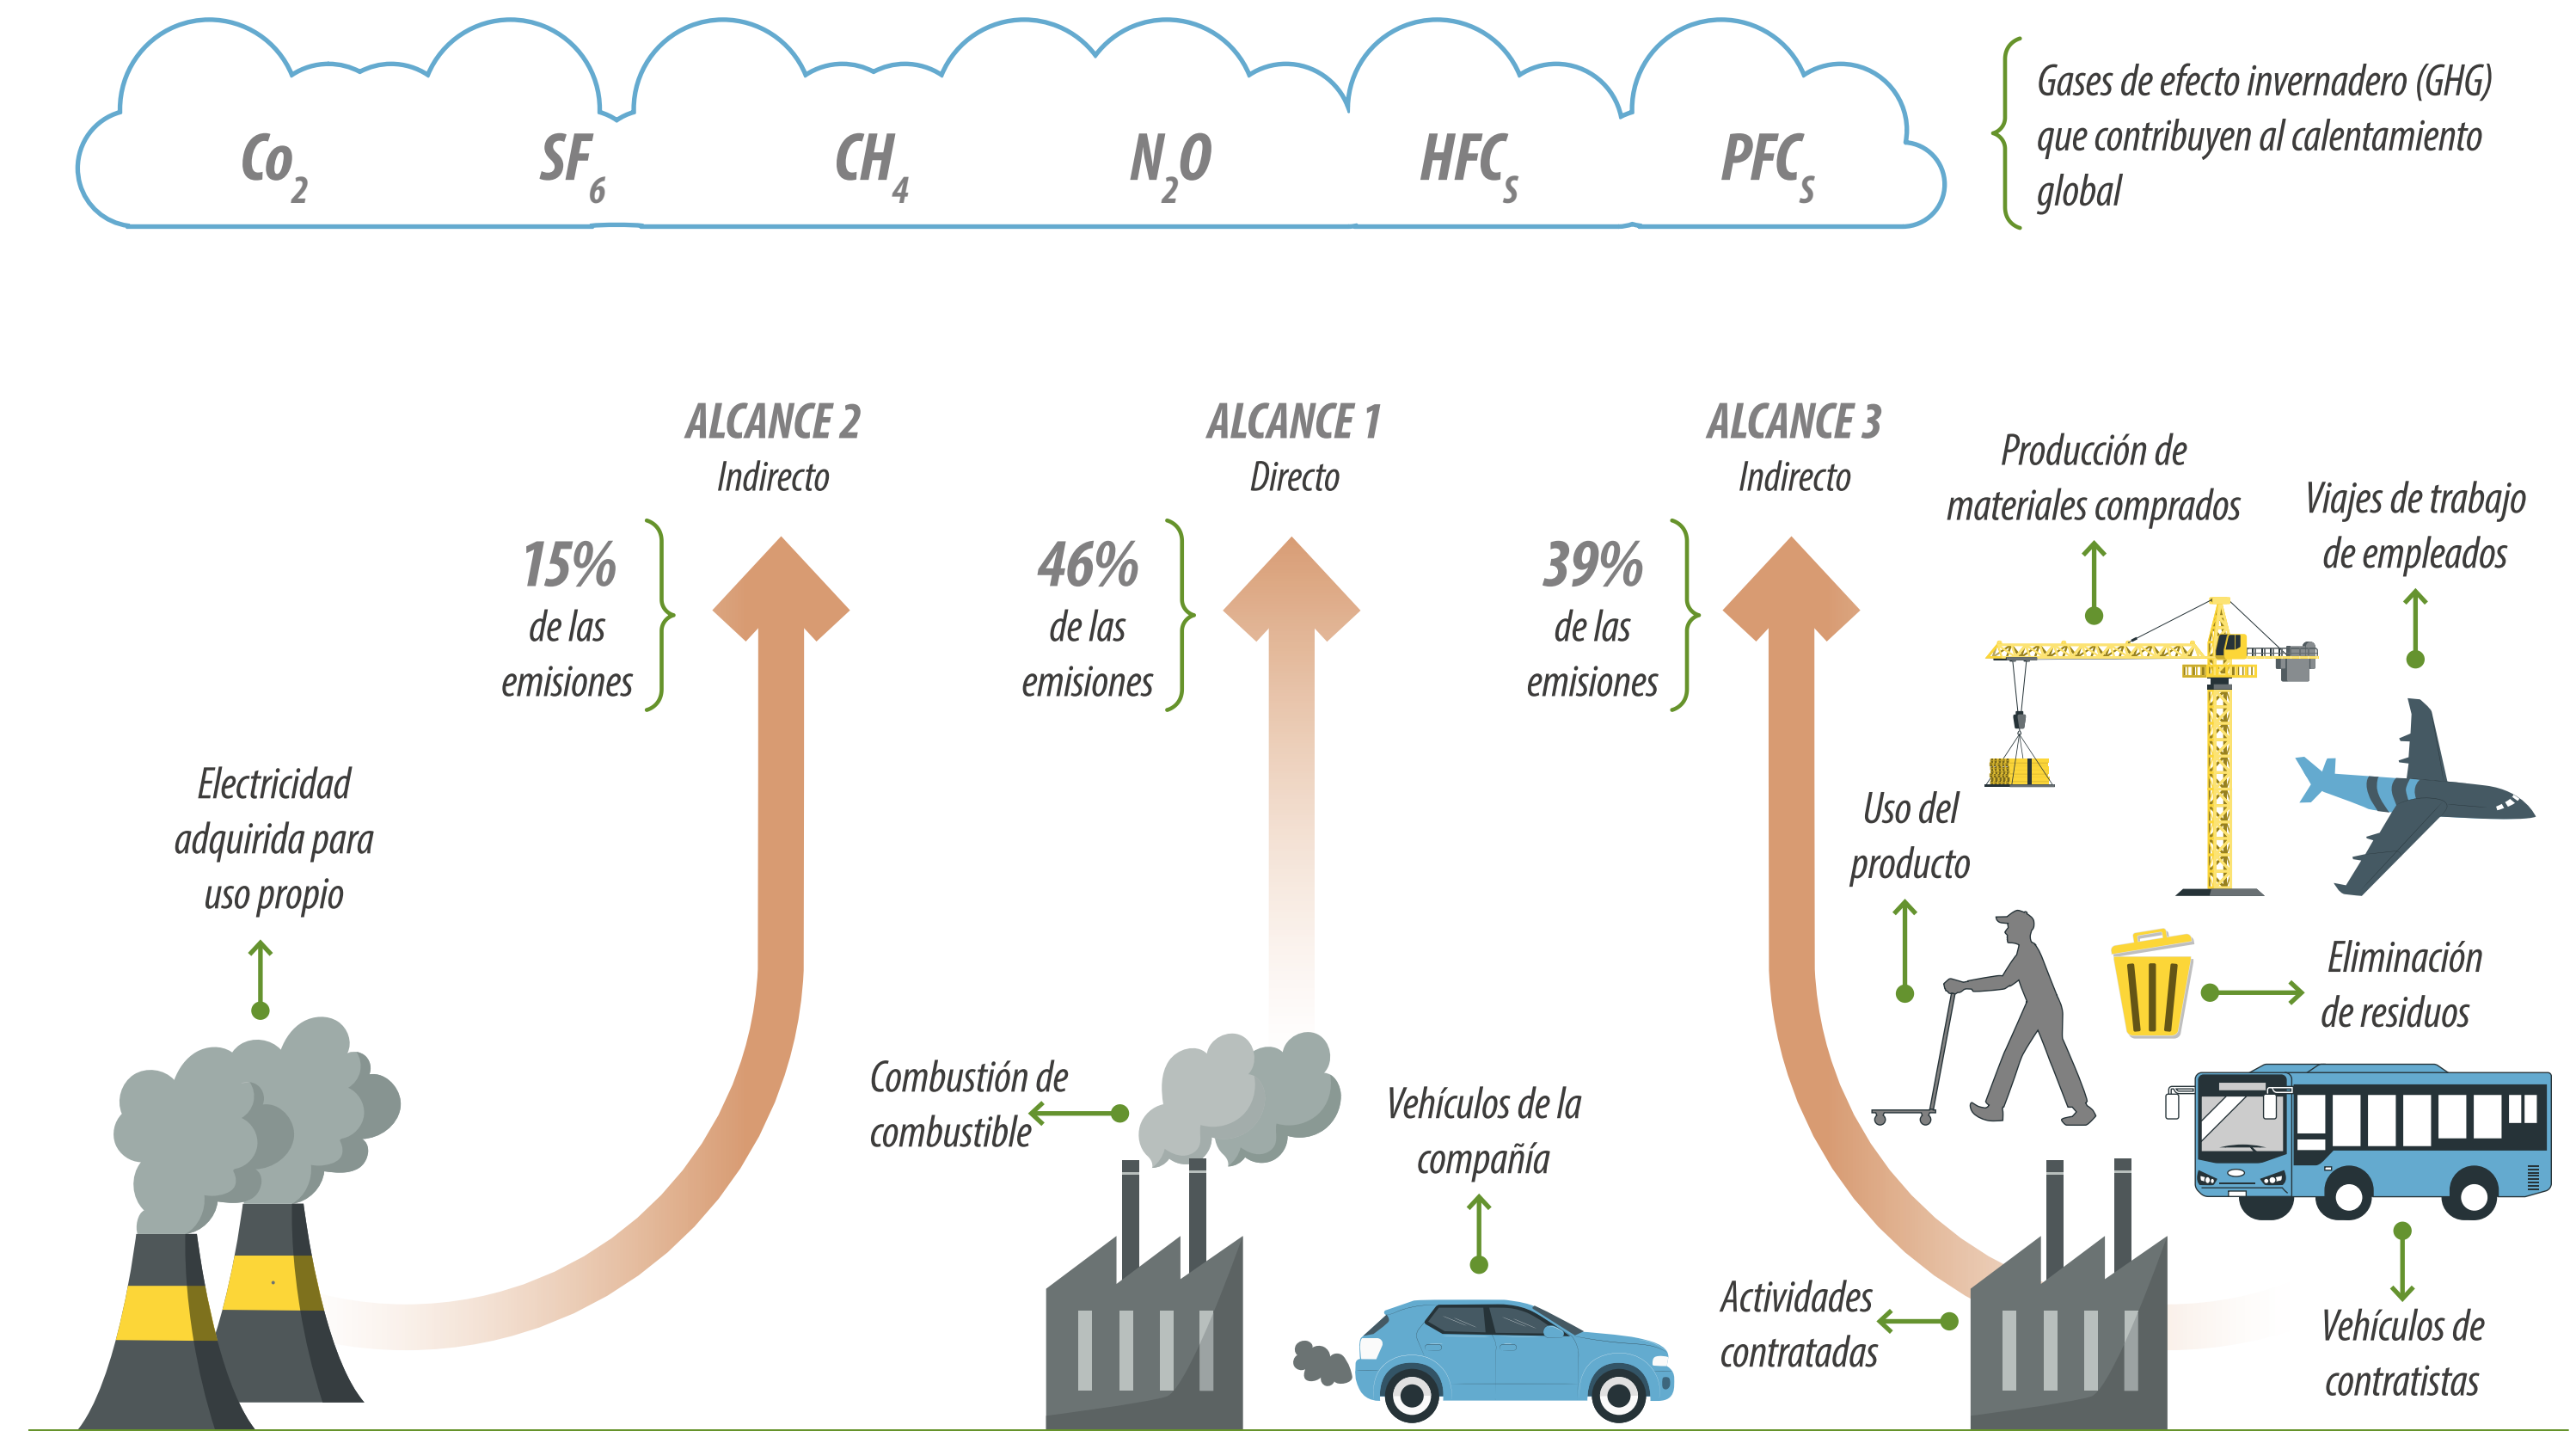 Co2
SF6
CH4
N2O
HFCS
PFCS
Gases de efecto invernadero (GHG)
que contribuyen al calentamiento
global
ALCANCE 2
Indirecto
15%
de las
emisiones
Electricidad
adquirida para
uso propio
ALCANCE 1
Directo
46%
de las
emisiones
Combustión de
combustible
Vehículos de la
compañía
ALCANCE 3
Indirecto
39%
de las
emisiones
Producción de
materiales comprados
Viajes de trabajo
de empleados
Uso del
producto
Eliminación
de residuos
Actividades
contratadas
Vehículos de
contratistas